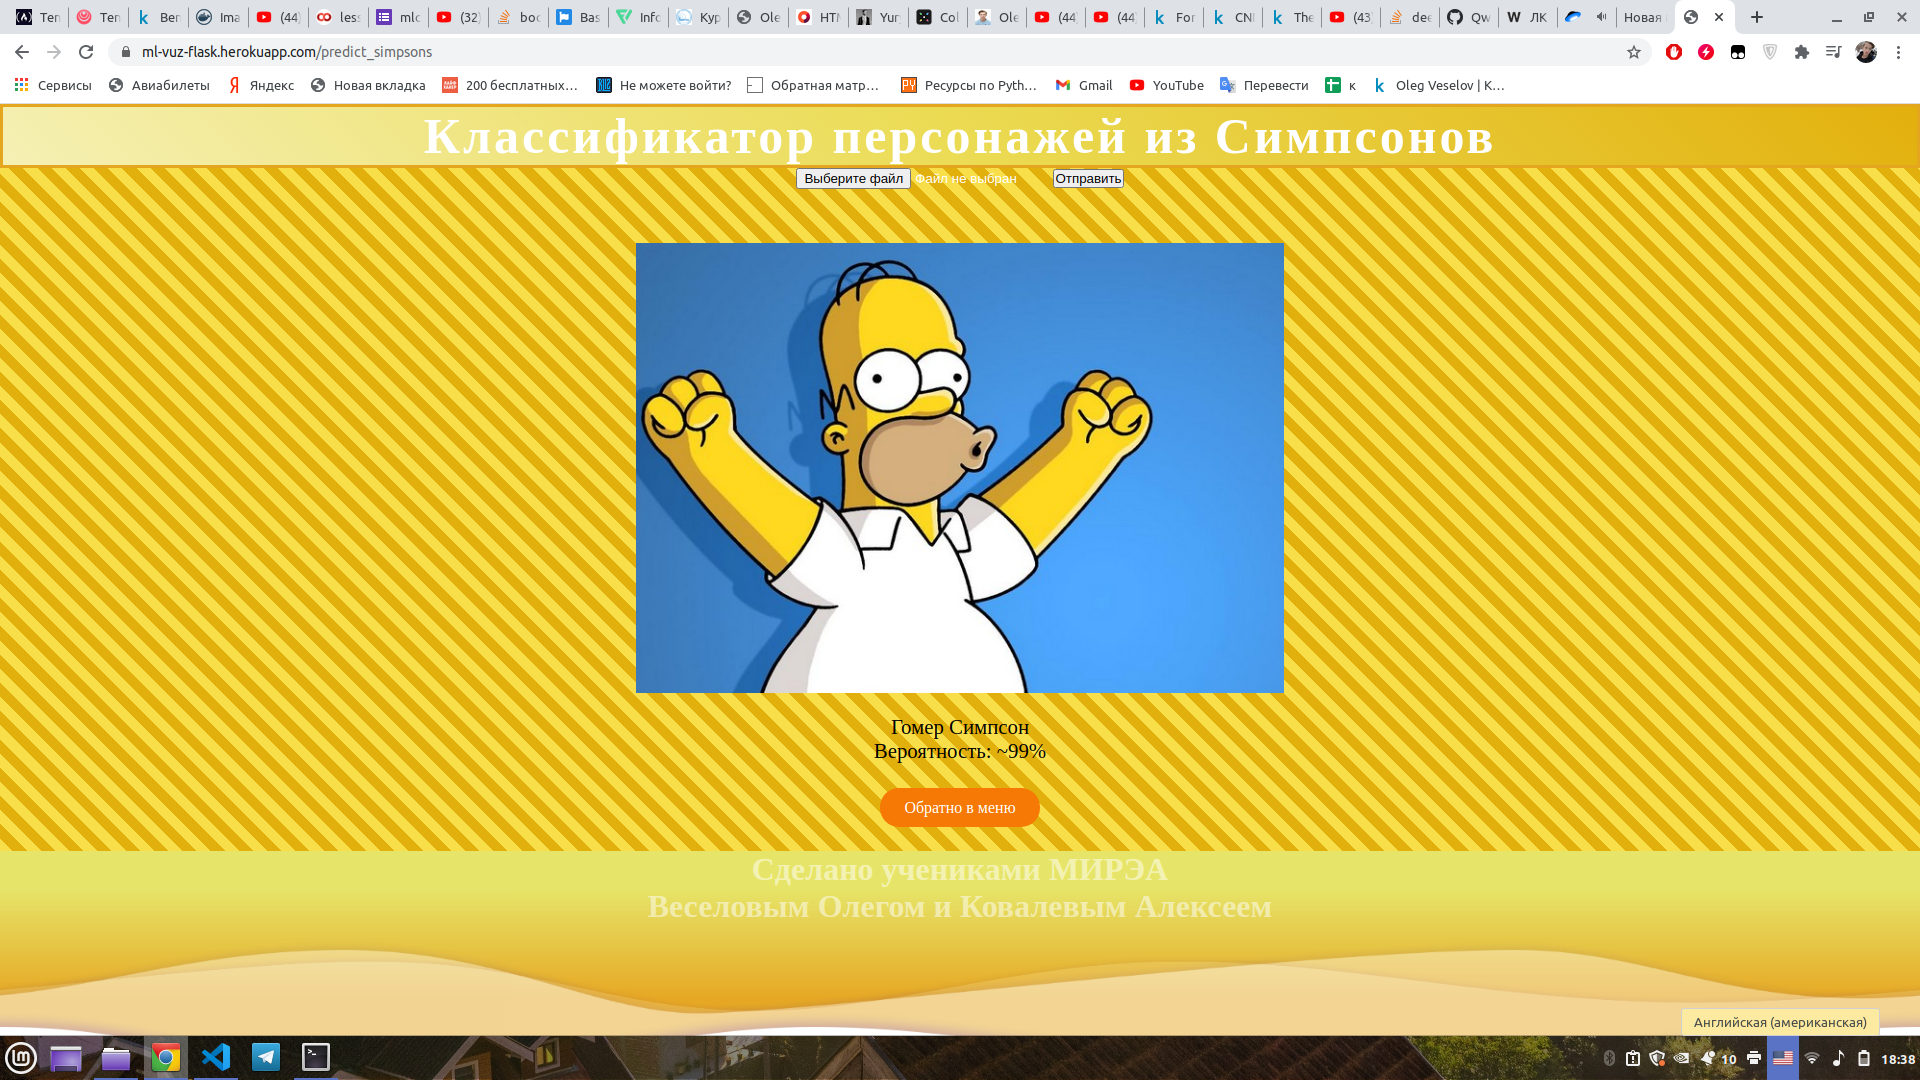 Ten
Ten
Ber
Ima
(44)
less
mlc
(32)
boo
Bas
Info
Кур
Ole
HTM
Yur
Col
Ole
(44)
(44)
For
CNN
The
(43)
dee
Qw
ЛК
Новая
ml-vuz-flask.herokuapp.com/predict_simpsons
Сервисы
Авиабилеты
Яндекс
Новая вкладка
200 бесплатных…
Не можете войти?
Обратная матр…
Ресурсы по Pyth…
Gmail
YouTube
Перевести
к
Oleg Veselov | K…
Классификатор персонажей из Симпсонов
Выберите файл Файл не выбран Отправить
Гомер Симпсон
Вероятность: ~99%
Обратно в меню
Сделано учениками МИРЭА
Веселовым Олегом и Ковалевым Алексеем
Английская (американская)
10
18:38